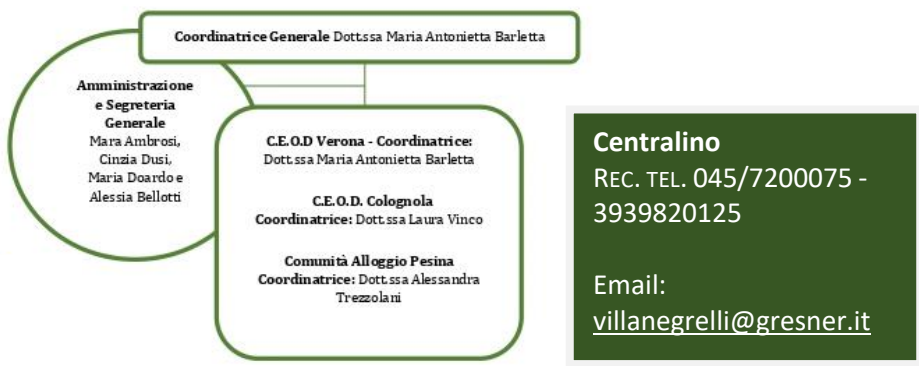 Coordinatrice Generale Dott.ssa Maria Antonietta Barletta
Amministrazione
e Segreteria
Generale
Mara Ambrosi,
Cinzia Dusi,
Maria Doardo e
Alessia Bellotti
C.E.O.D Verona - Coordinatrice:
Dott.ssa Maria Antonietta Barletta
C.E.O.D. Colognola
Coordinatrice: Dott.ssa Laura Vinco
Comunità Alloggio Pesina
Coordinatrice: Dott.ssa Alessandra
Trezzolani
Centralino
REC. TEL. 045/7200075 -
3939820125
Email:
villanegrelli@gresner.it